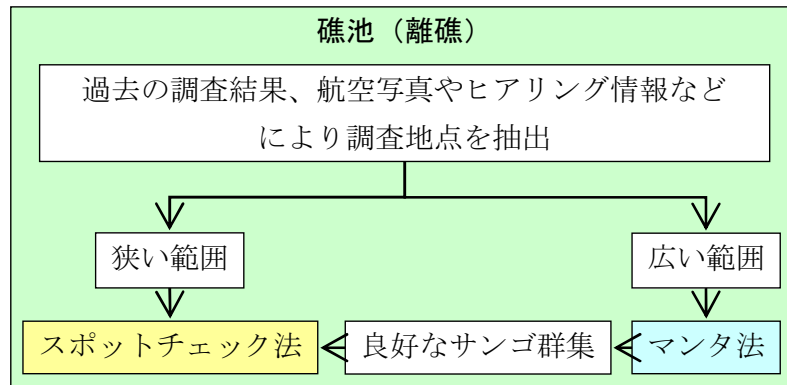 礁池（離礁）
過去の調査結果、航空写真やヒアリング情報など
により調査地点を抽出
狭い範囲
広い範囲
スポットチェック法
良好なサンゴ群集
マンタ法